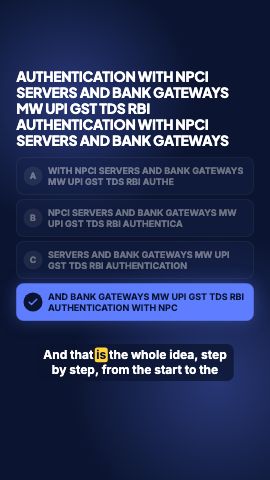 AUTHENTICATION WITH NPCI
SERVERS AND BANK GATEWAYS
MW UPI GST TDS RBI
AUTHENTICATION WITH NPCI
SERVERS AND BANK GATEWAYS
A
WITH NPCI SERVERS AND BANK GATEWAYS
MW UPI GST TDS RBI AUTHE
B
NPCI SERVERS AND BANK GATEWAYS MW
UPI GST TDS RBI AUTHENTICA
C
SERVERS AND BANK GATEWAYS MW UPI
GST TDS RBI AUTHENTICATION
AND BANK GATEWAYS MW UPI GST TDS RBI
AUTHENTICATION WITH NPC
And that is the whole idea, step
by step, from the start to the